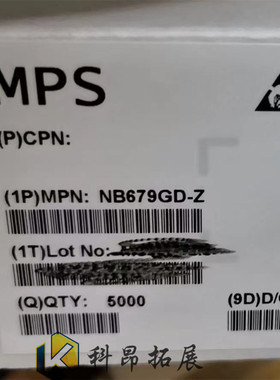 MPS
(P)CPN:
(1P)MPN: NB679GD-Z
(1T)Lot No:
(Q)QTY: 5000
(9D)D/
科昂拓展